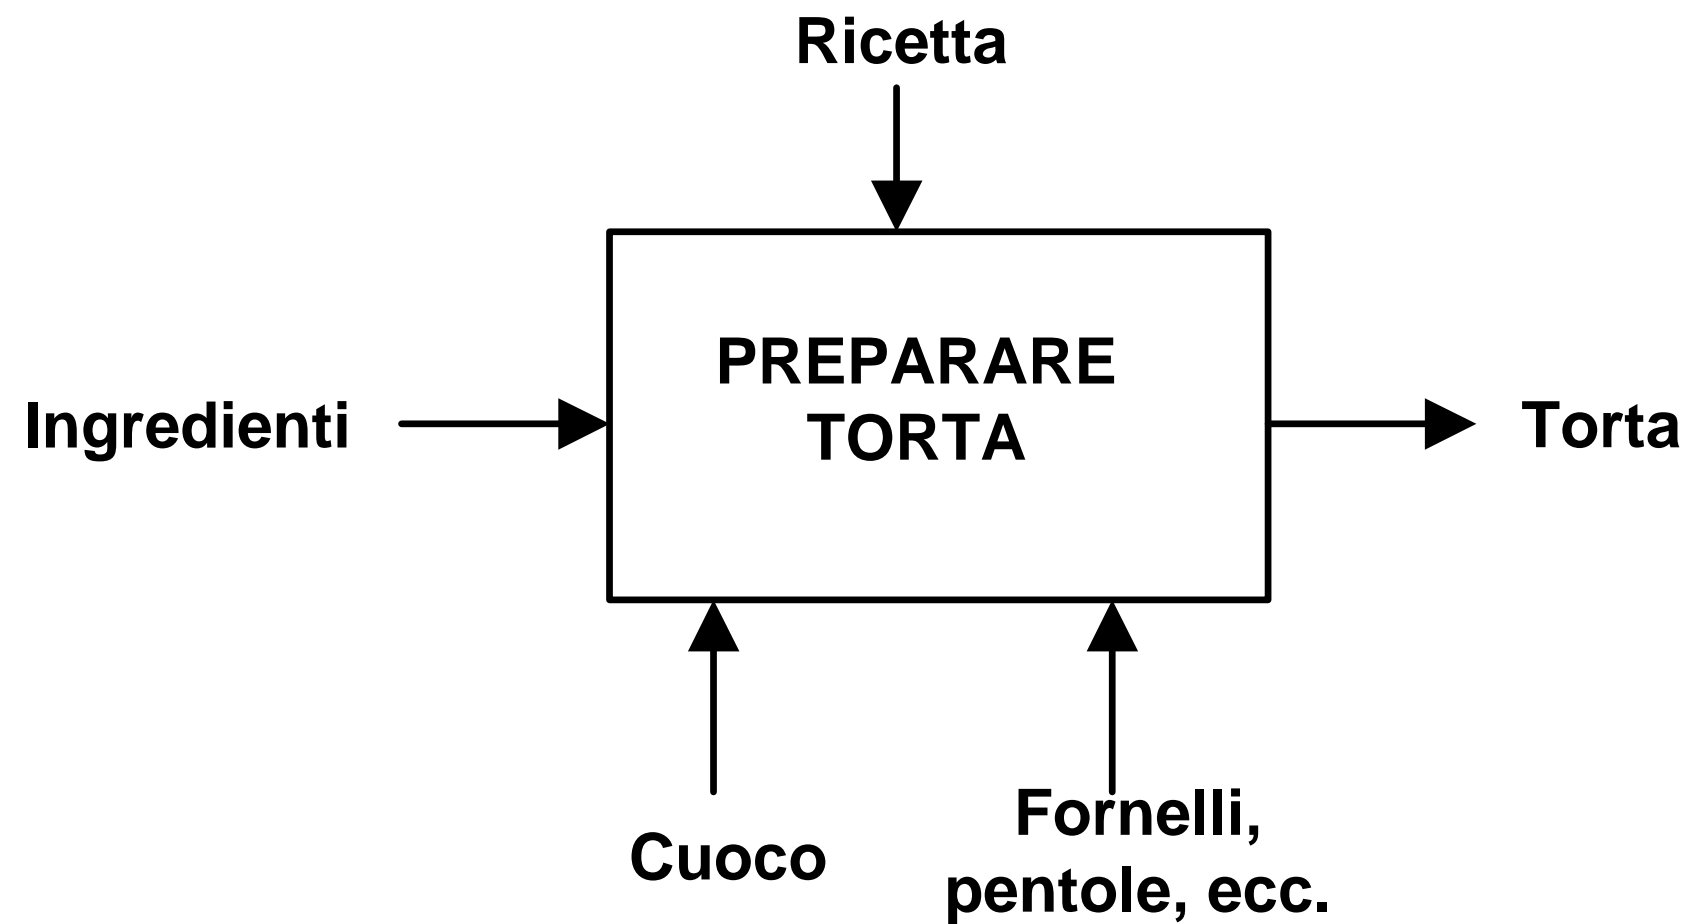 Ricetta
PREPARARE
TORTA
Ingredienti
Torta
Cuoco
Fornelli,
pentole, ecc.